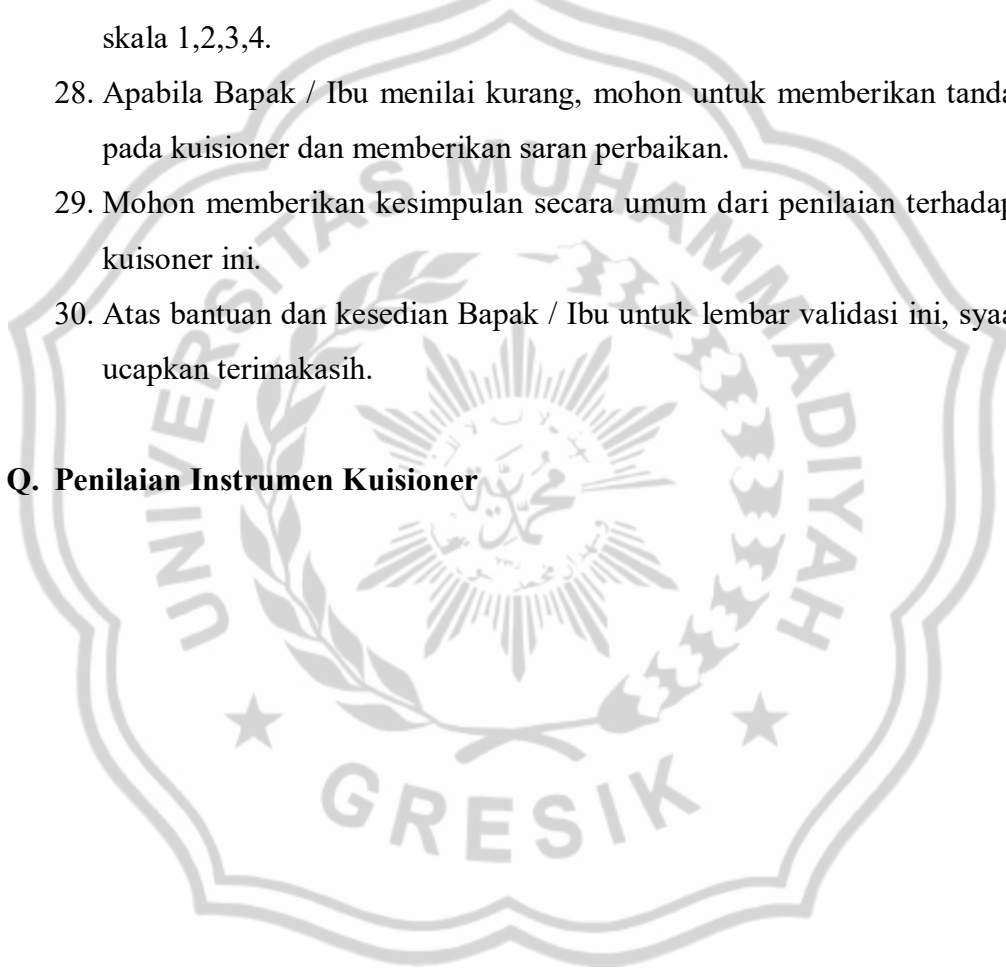 skala 1,2,3,4.
28. Apabila Bapak / Ibu menilai kurang, mohon untuk memberikan tanda
pada kuisioner dan memberikan saran perbaikan.
29. Mohon memberikan kesimpulan secara umum dari penilaian terhadap
kuisoner ini.
30. Atas bantuan dan kesedian Bapak / Ibu untuk lembar validasi ini, syaa
ucapkan terimakasih.
Q. Penilaian Instrumen Kuisioner
UNIVERSITAS MUHAMMADIYAH
GRESIK